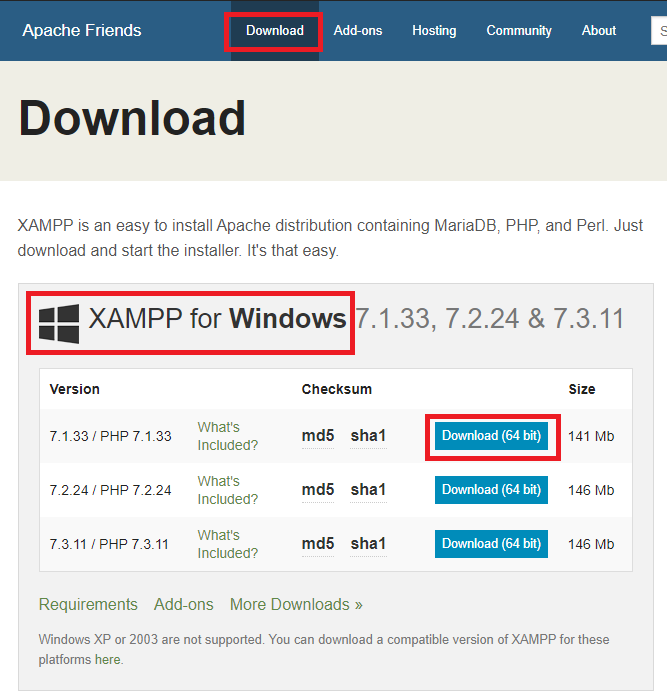 Apache Friends Download Add-ons Hosting Community About S
Download
XAMPP is an easy to install Apache distribution containing MariaDB, PHP, and Perl. Just
download and start the installer. It's that easy.
XAMPP for Windows 7.1.33, 7.2.24 & 7.3.11
Version Checksum Size
7.1.33 / PHP 7.1.33 What's Included? md5 sha1 Download (64 bit) 141 Mb
7.2.24 / PHP 7.2.24 What's Included? md5 sha1 Download (64 bit) 146 Mb
7.3.11 / PHP 7.3.11 What's Included? md5 sha1 Download (64 bit) 146 Mb
Requirements Add-ons More Downloads »
Windows XP or 2003 are not supported. You can download a compatible version of XAMPP for these
platforms here.